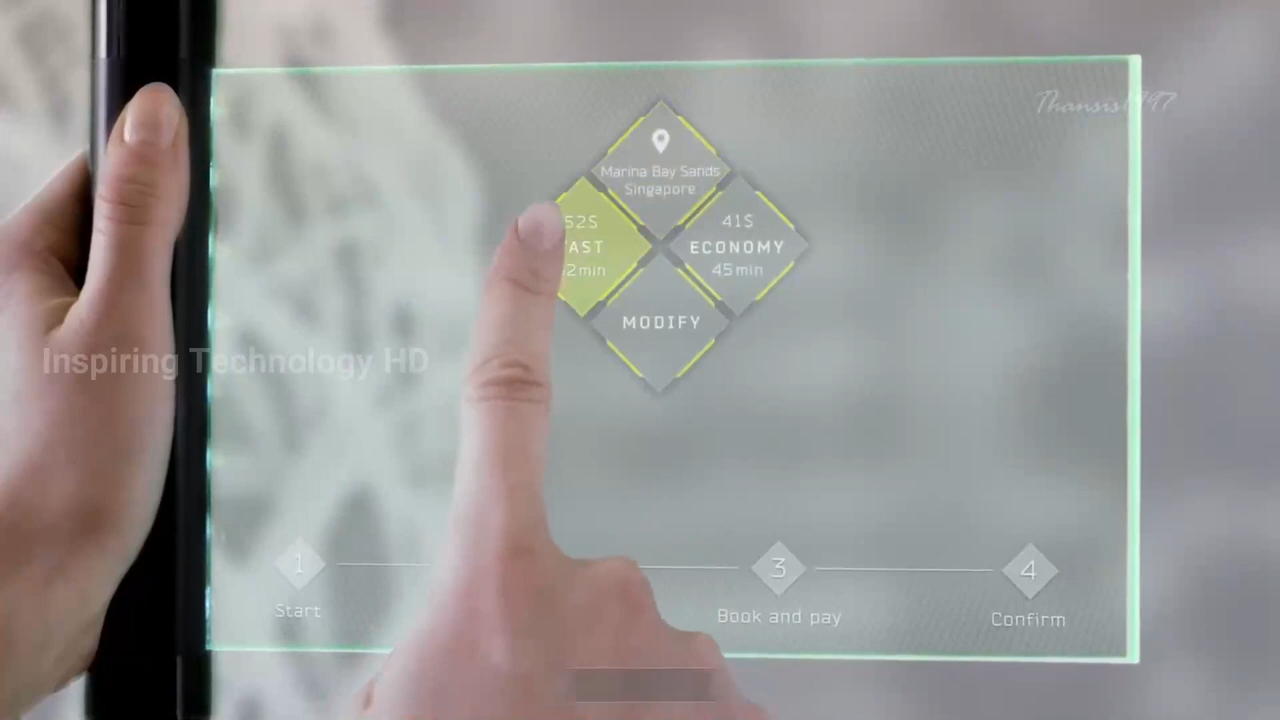 Marina Bay Sands
Singapore
52$
AST
2min
41$
ECONOMY
45min
MODIFY
Inspiring Technology HD
1
Start
3
Book and pay
4
Confirm